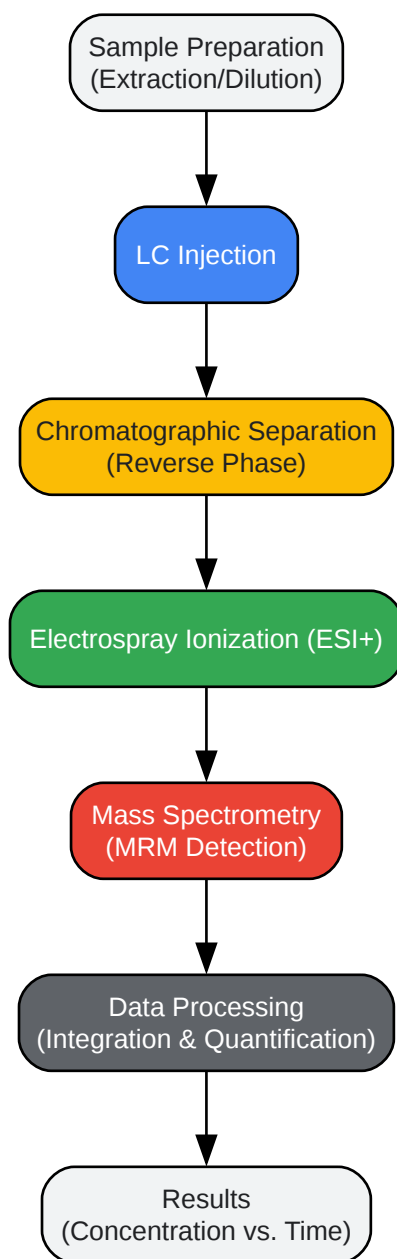 Sample Preparation
(Extraction/Dilution)
LC Injection
Chromatographic Separation
(Reverse Phase)
Electrospray Ionization (ESI+)
Mass Spectrometry
(MRM Detection)
Data Processing
(Integration & Quantification)
Results
(Concentration vs. Time)